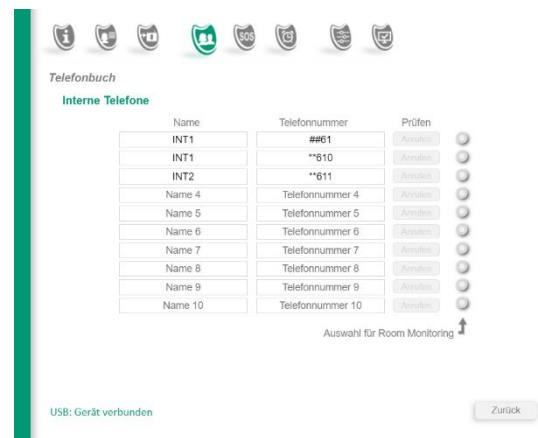 SOS
Telefonbuch
Interne Telefone
Name Telefonnummer Prüfen
INT1 ##61 Anrufen
INT1 **610 Anrufen
INT2 **611 Anrufen
Name 4 Telefonnummer 4 Anrufen
Name 5 Telefonnummer 5 Anrufen
Name 6 Telefonnummer 6 Anrufen
Name 7 Telefonnummer 7 Anrufen
Name 8 Telefonnummer 8 Anrufen
Name 9 Telefonnummer 9 Anrufen
Name 10 Telefonnummer 10 Anrufen
Auswahl für Room Monitoring
USB: Gerät verbunden Zurück